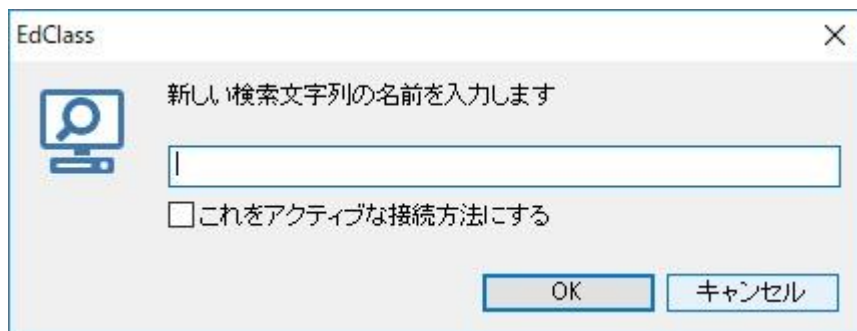 EdClass
新しい検索文字列の名前を入力します
これをアクティブな接続方法にする
OK
キャンセル